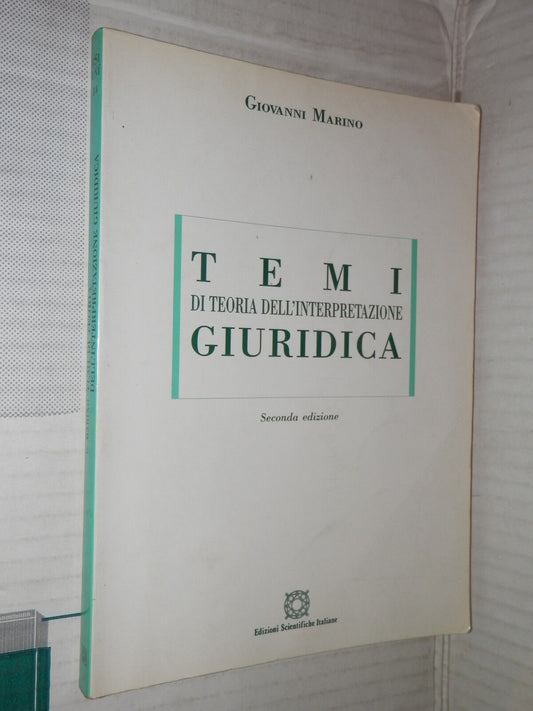 GIOVANNI MARINO
TEMI
DI TEORIA DELL'INTERPRETAZIONE
GIURIDICA
Seconda edizione
Edizioni Scientifiche Italiane
DELL'INTERPRETAZIONE GIURIDICA